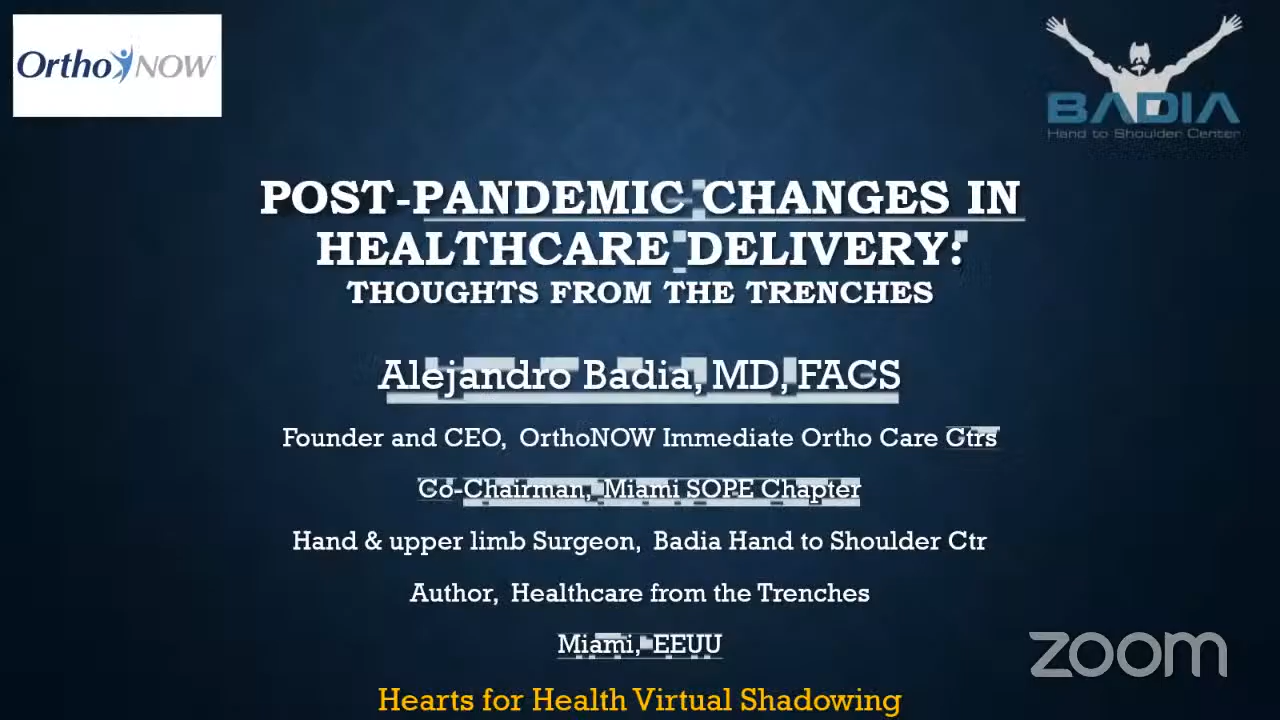 OrthoNOW
BADIA
Hand to Shoulder Center
POST-PANDEMIC CHANGES IN
HEALTHCARE DELIVERY:
THOUGHTS FROM THE TRENCHES
Alejandro Badia, MD, FACS
Founder and CEO, OrthoNOW Immediate Ortho Care Ctrs
Co-Chairman, Miami SOPE Chapter
Hand & upper limb Surgeon, Badia Hand to Shoulder Ctr
Author, Healthcare from the Trenches
Miami, EEUU
zoom
Hearts for Health Virtual Shadowing